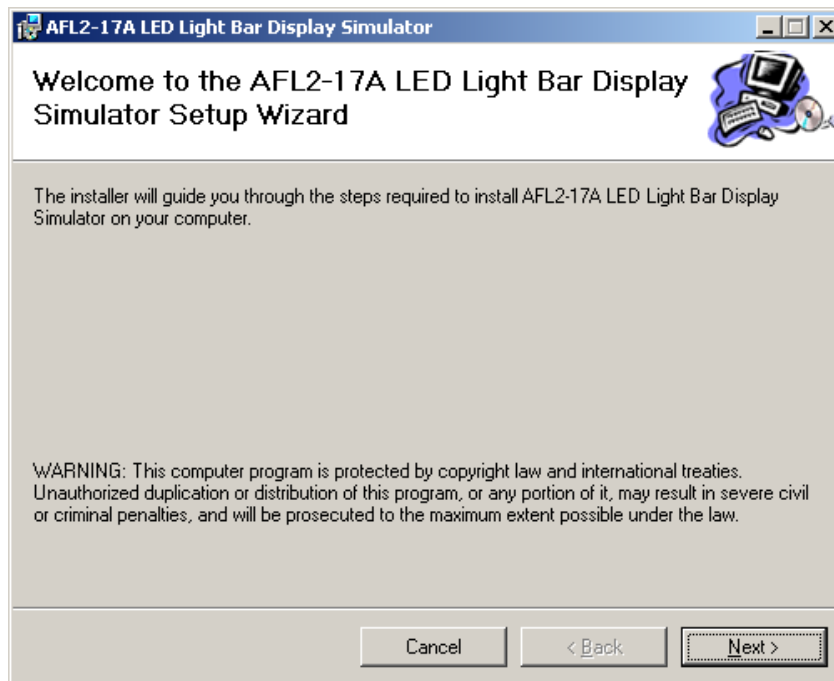 AFL2-17A LED Light Bar Display Simulator
Welcome to the AFL2-17A LED Light Bar Display
Simulator Setup Wizard
The installer will guide you through the steps required to install AFL2-17A LED Light Bar Display
Simulator on your computer.
WARNING: This computer program is protected by copyright law and international treaties.
Unauthorized duplication or distribution of this program, or any portion of it, may result in severe civil
or criminal penalties, and will be prosecuted to the maximum extent possible under the law.
Cancel
< Back
Next >